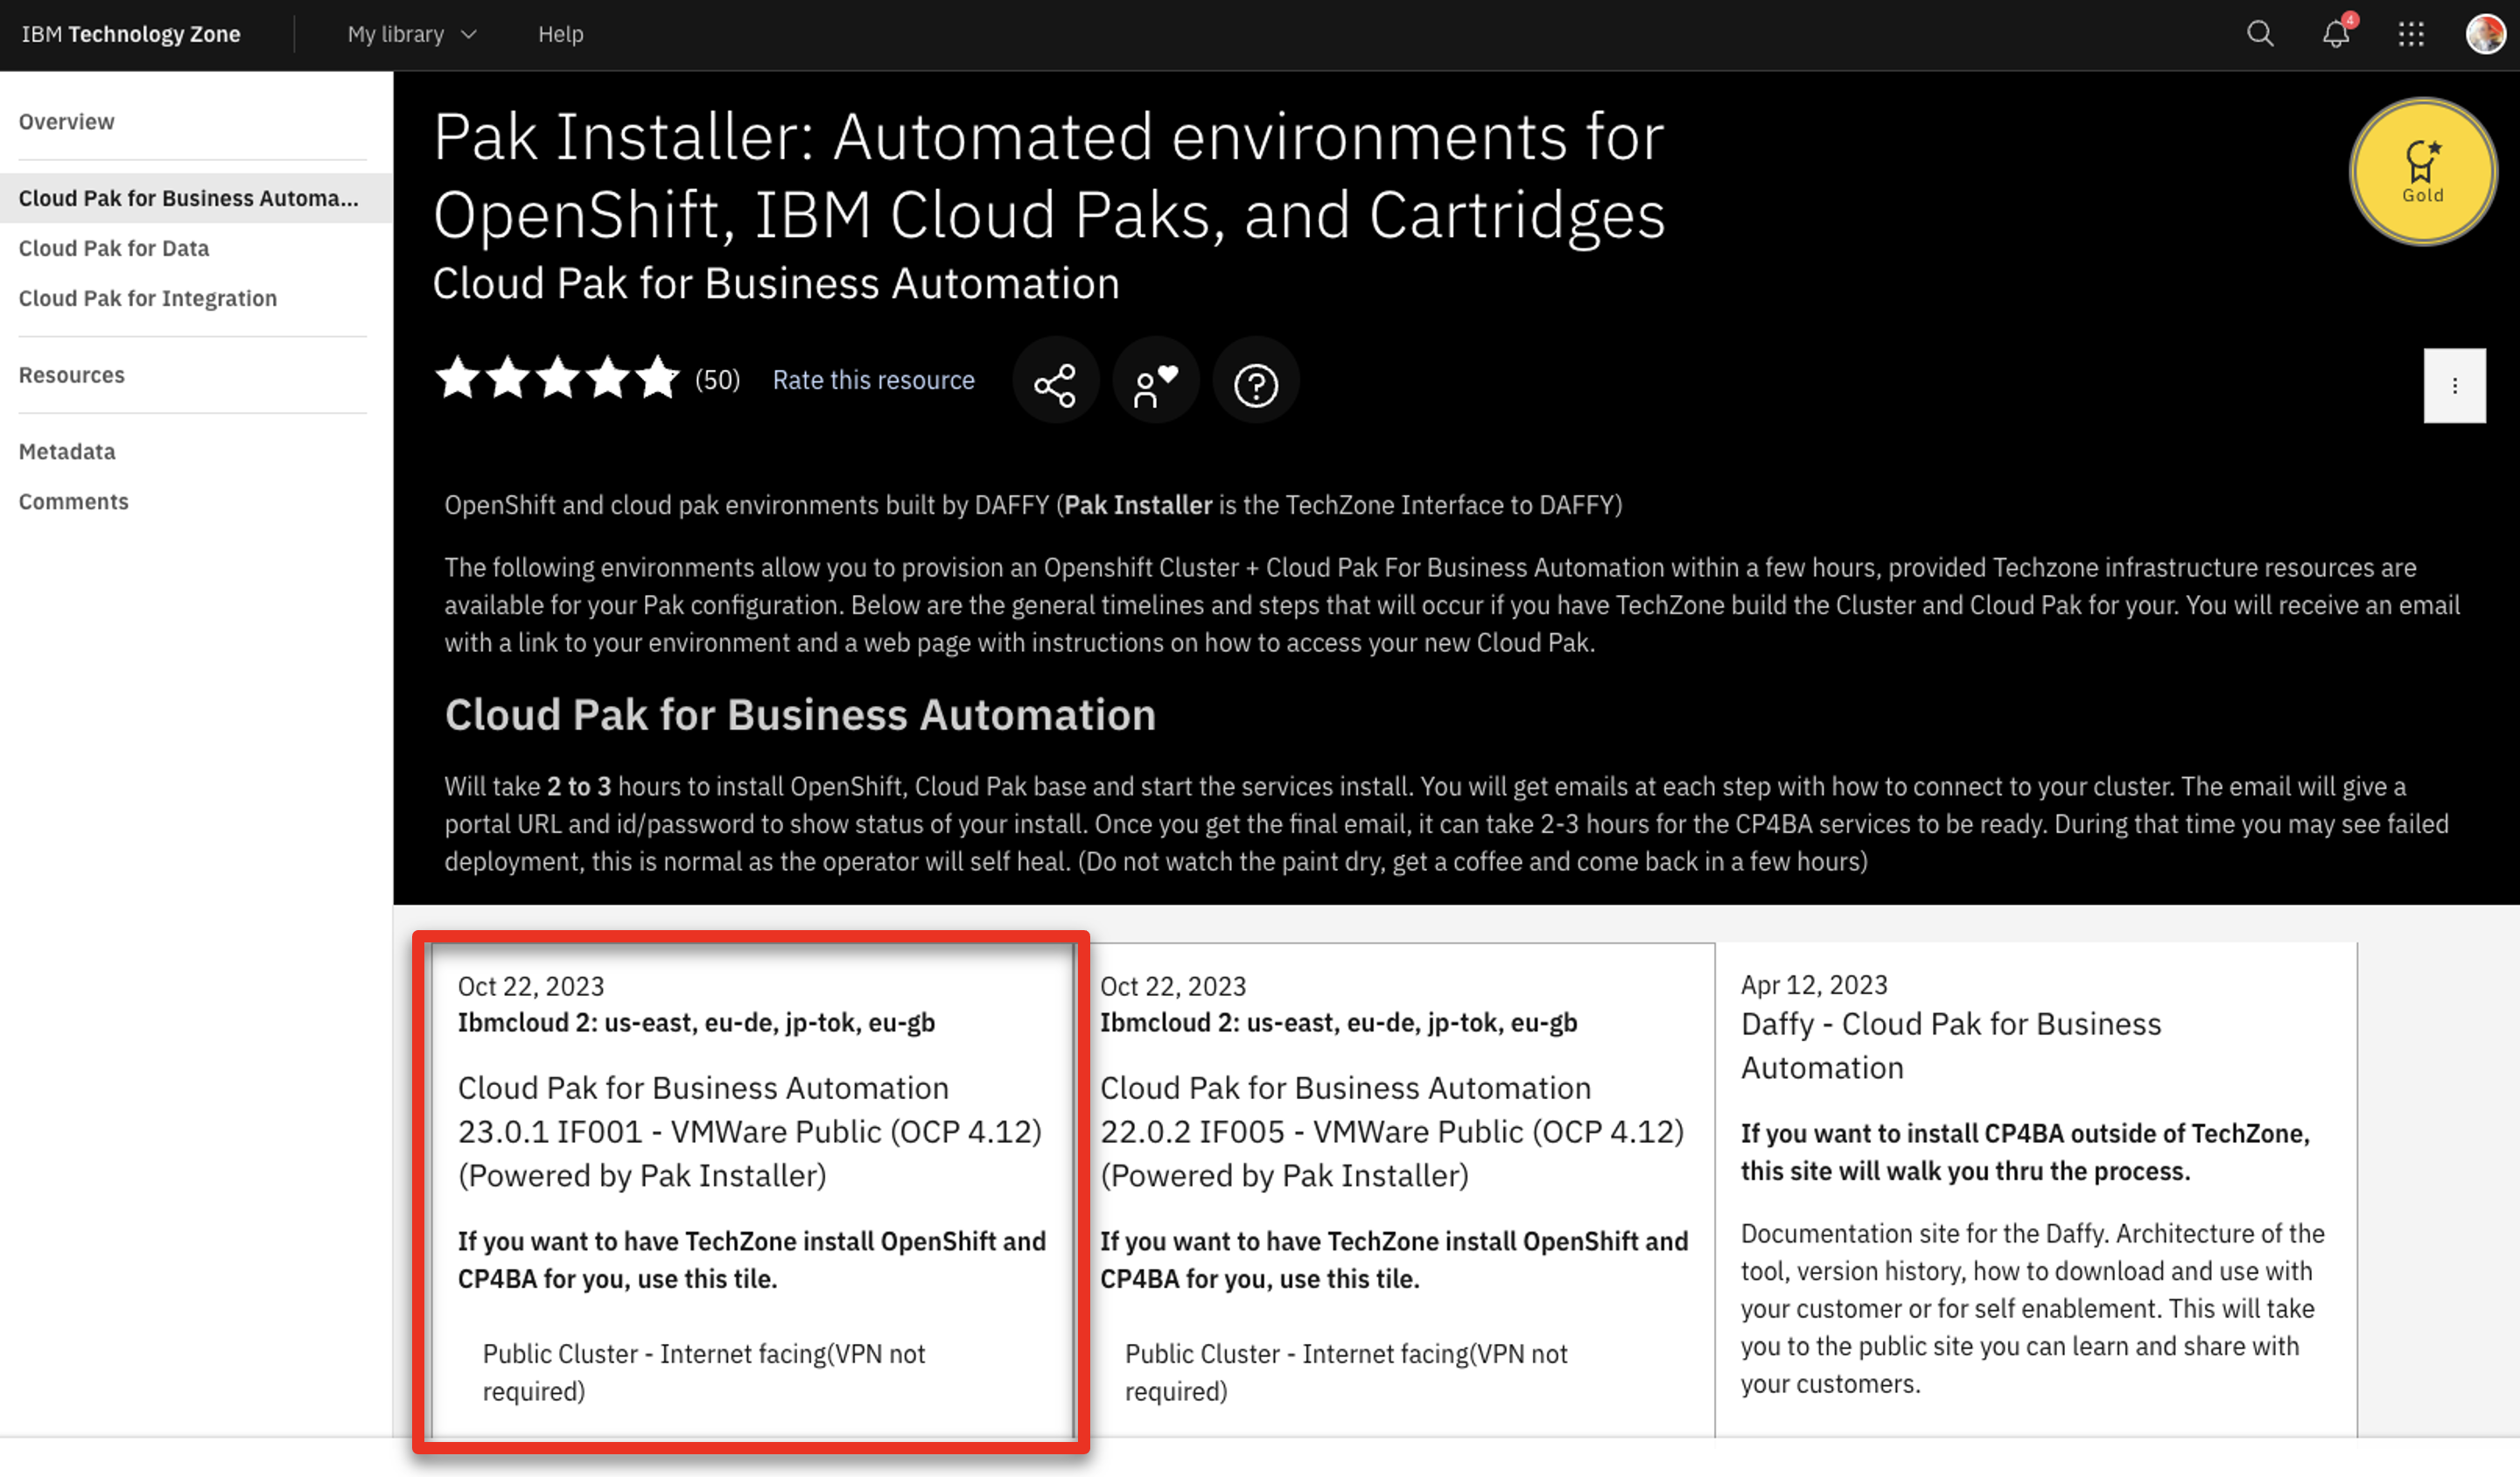 IBM Technology Zone
My library
Help
4
Overview
Cloud Pak for Business Automa...
Cloud Pak for Data
Cloud Pak for Integration
Resources
Metadata
Comments
Pak Installer: Automated environments for
OpenShift, IBM Cloud Paks, and Cartridges
Cloud Pak for Business Automation
Gold
(50)
Rate this resource
OpenShift and cloud pak environments built by DAFFY (Pak Installer is the TechZone Interface to DAFFY)
The following environments allow you to provision an Openshift Cluster + Cloud Pak For Business Automation within a few hours, provided Techzone infrastructure resources are
available for your Pak configuration. Below are the general timelines and steps that will occur if you have TechZone build the Cluster and Cloud Pak for your. You will receive an email
with a link to your environment and a web page with instructions on how to access your new Cloud Pak.
Cloud Pak for Business Automation
Will take 2 to 3 hours to install OpenShift, Cloud Pak base and start the services install. You will get emails at each step with how to connect to your cluster. The email will give a
portal URL and id/password to show status of your install. Once you get the final email, it can take 2-3 hours for the CP4BA services to be ready. During that time you may see failed
deployment, this is normal as the operator will self heal. (Do not watch the paint dry, get a coffee and come back in a few hours)
Oct 22, 2023
Ibmcloud 2: us-east, eu-de, jp-tok, eu-gb
Cloud Pak for Business Automation
23.0.1 IF001 - VMWare Public (OCP 4.12)
(Powered by Pak Installer)
If you want to have TechZone install OpenShift and
CP4BA for you, use this tile.
Public Cluster - Internet facing(VPN not
required)
Oct 22, 2023
Ibmcloud 2: us-east, eu-de, jp-tok, eu-gb
Cloud Pak for Business Automation
22.0.2 IF005 - VMWare Public (OCP 4.12)
(Powered by Pak Installer)
If you want to have TechZone install OpenShift and
CP4BA for you, use this tile.
Public Cluster - Internet facing(VPN not
required)
Apr 12, 2023
Daffy - Cloud Pak for Business
Automation
If you want to install CP4BA outside of TechZone,
this site will walk you thru the process.
Documentation site for the Daffy. Architecture of the
tool, version history, how to download and use with
your customer or for self enablement. This will take
you to the public site you can learn and share with
your customers.